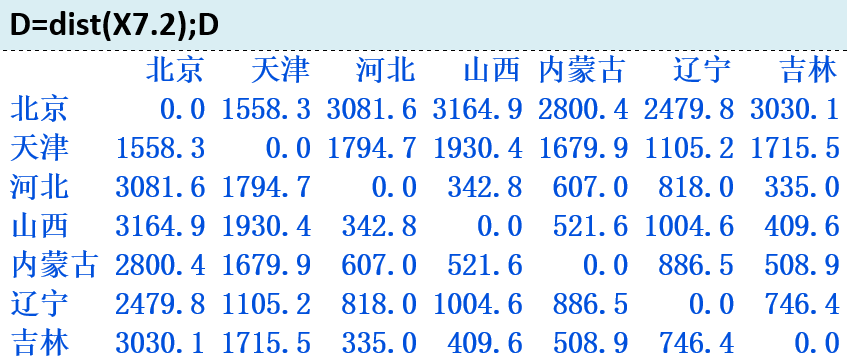 D=dist(X7.2);D
北京 天津 河北 山西 内蒙古 辽宁 吉林
北京 0.0 1558.3 3081.6 3164.9 2800.4 2479.8 3030.1
天津 1558.3 0.0 1794.7 1930.4 1679.9 1105.2 1715.5
河北 3081.6 1794.7 0.0 342.8 607.0 818.0 335.0
山西 3164.9 1930.4 342.8 0.0 521.6 1004.6 409.6
内蒙古 2800.4 1679.9 607.0 521.6 0.0 886.5 508.9
辽宁 2479.8 1105.2 818.0 1004.6 886.5 0.0 746.4
吉林 3030.1 1715.5 335.0 409.6 508.9 746.4 0.0